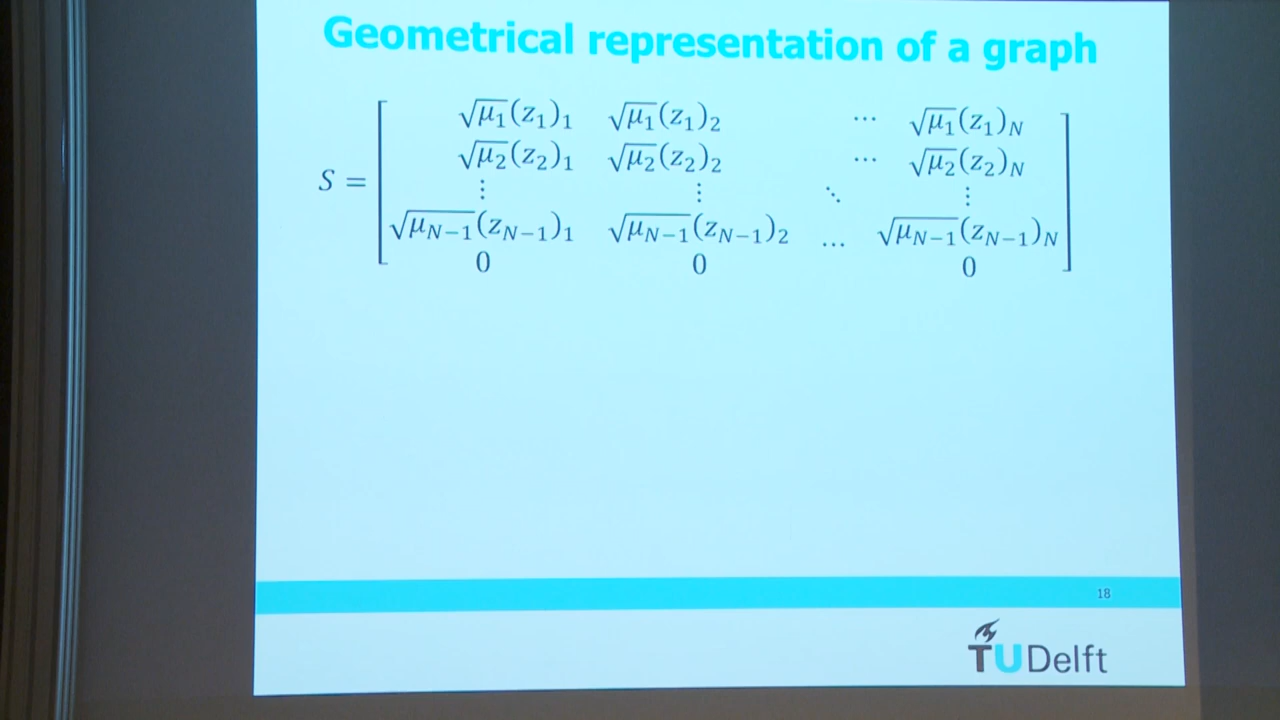 Geometrical representation of a graph
S = [ √μ₁(z₁)₁ √μ₁(z₁)₂ ⋯ √μ₁(z₁)_N
√μ₂(z₂)₁ √μ₂(z₂)₂ ⋯ √μ₂(z₂)_N
⋮ ⋮ ⋱ ⋮
√μ_{N−1}(z_{N−1})₁ √μ_{N−1}(z_{N−1})₂ … √μ_{N−1}(z_{N−1})_N
0 0 0 ]
18
TUDelft